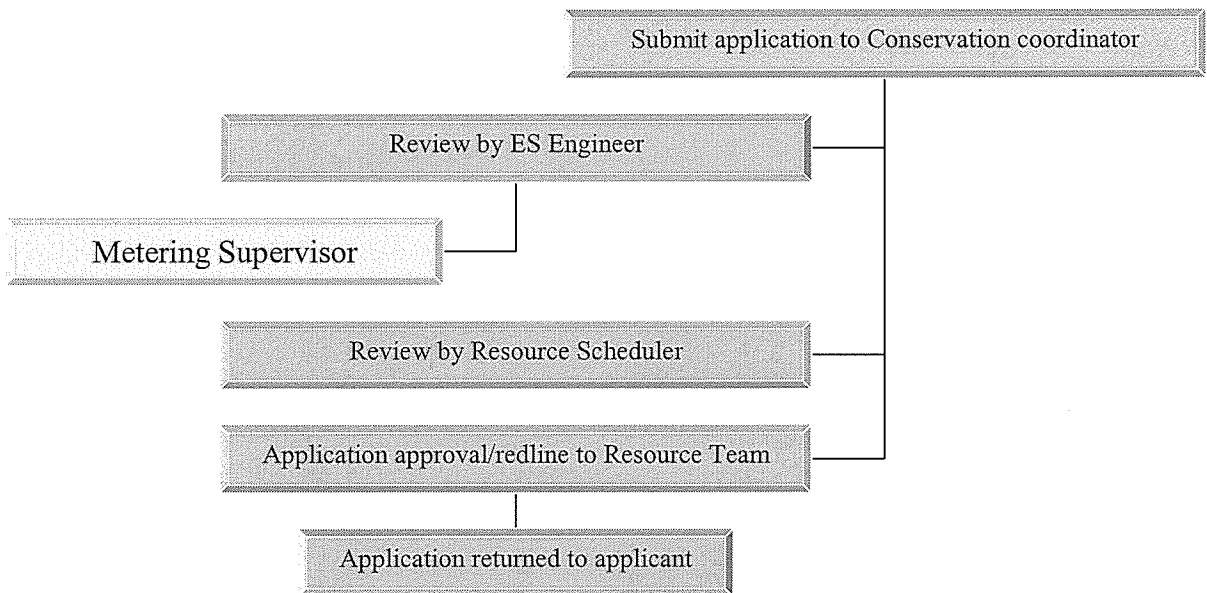 Submit application to Conservation coordinator
Review by ES Engineer
Metering Supervisor
Review by Resource Scheduler
Application approval/redline to Resource Team
Application returned to applicant